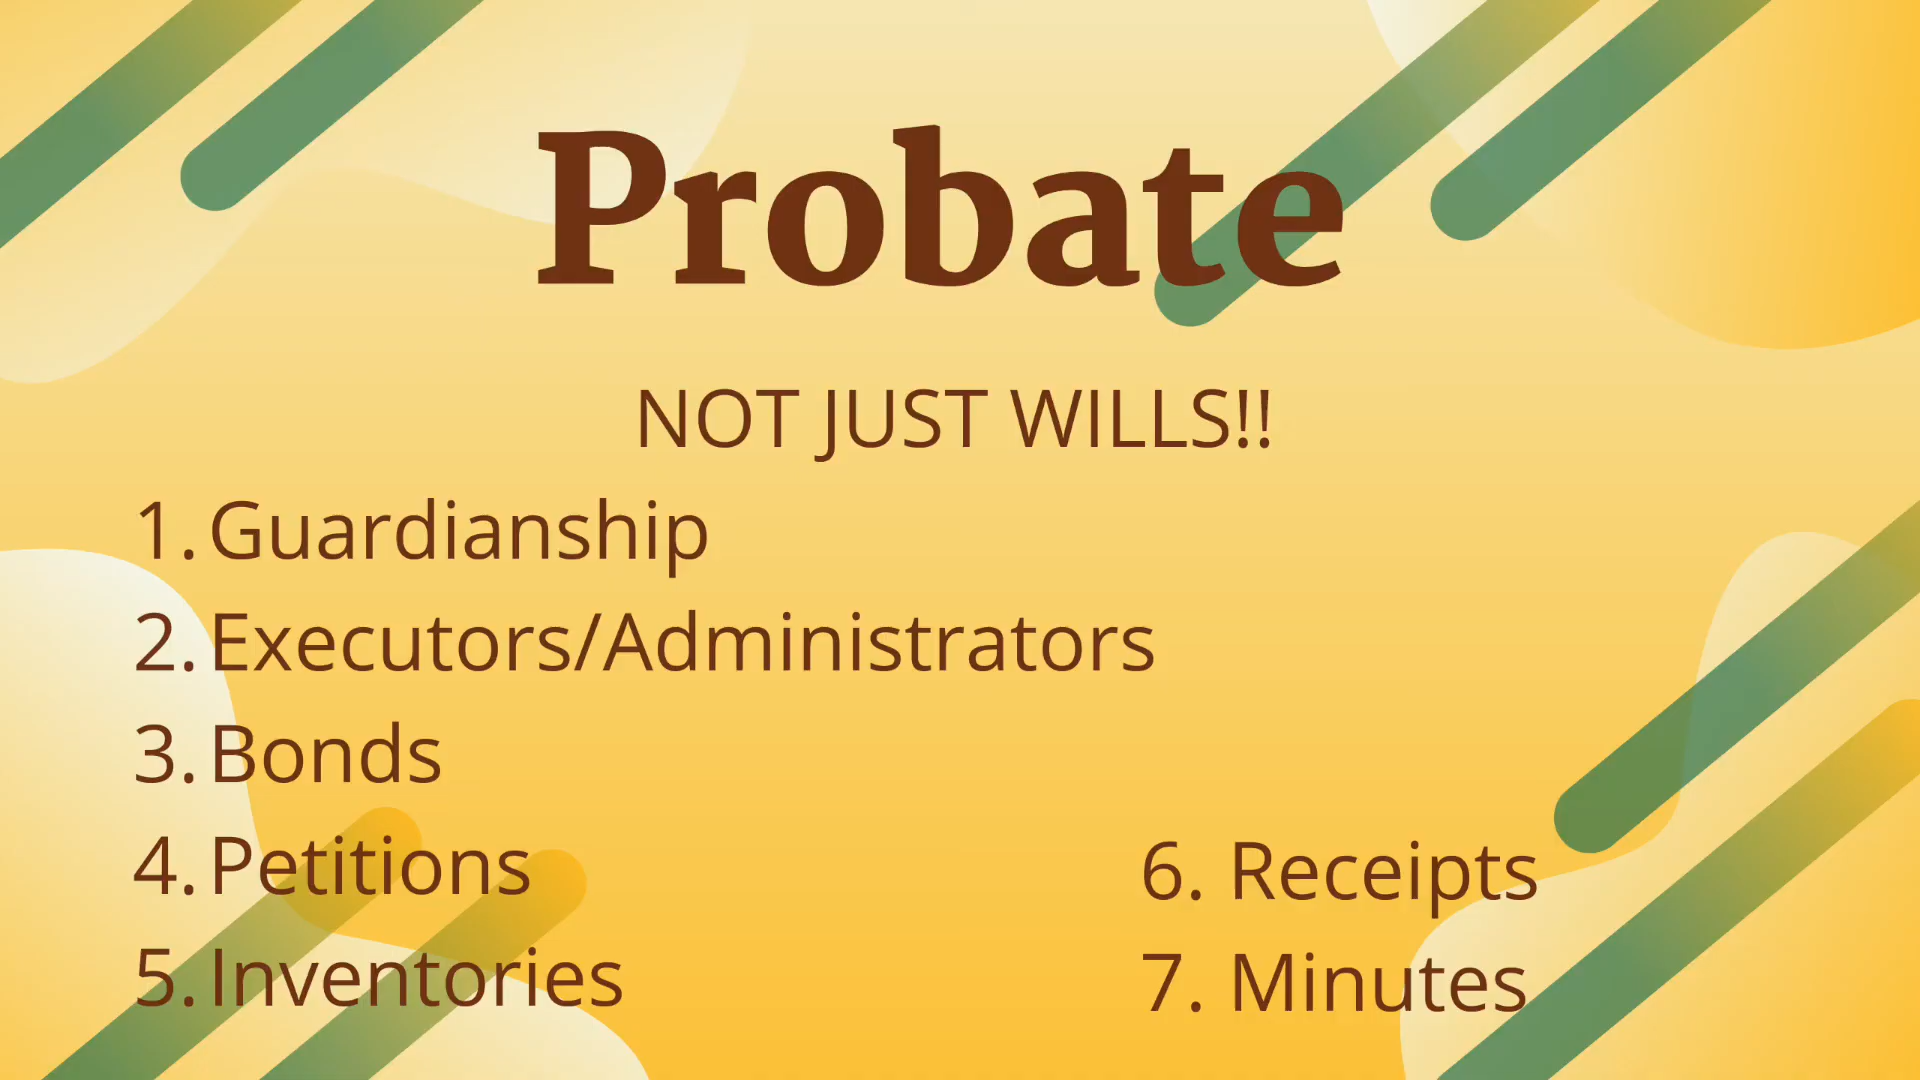 Probate
NOT JUST WILLS!!
1. Guardianship
2. Executors/Administrators
3. Bonds
4. Petitions
5. Inventories
6. Receipts
7. Minutes